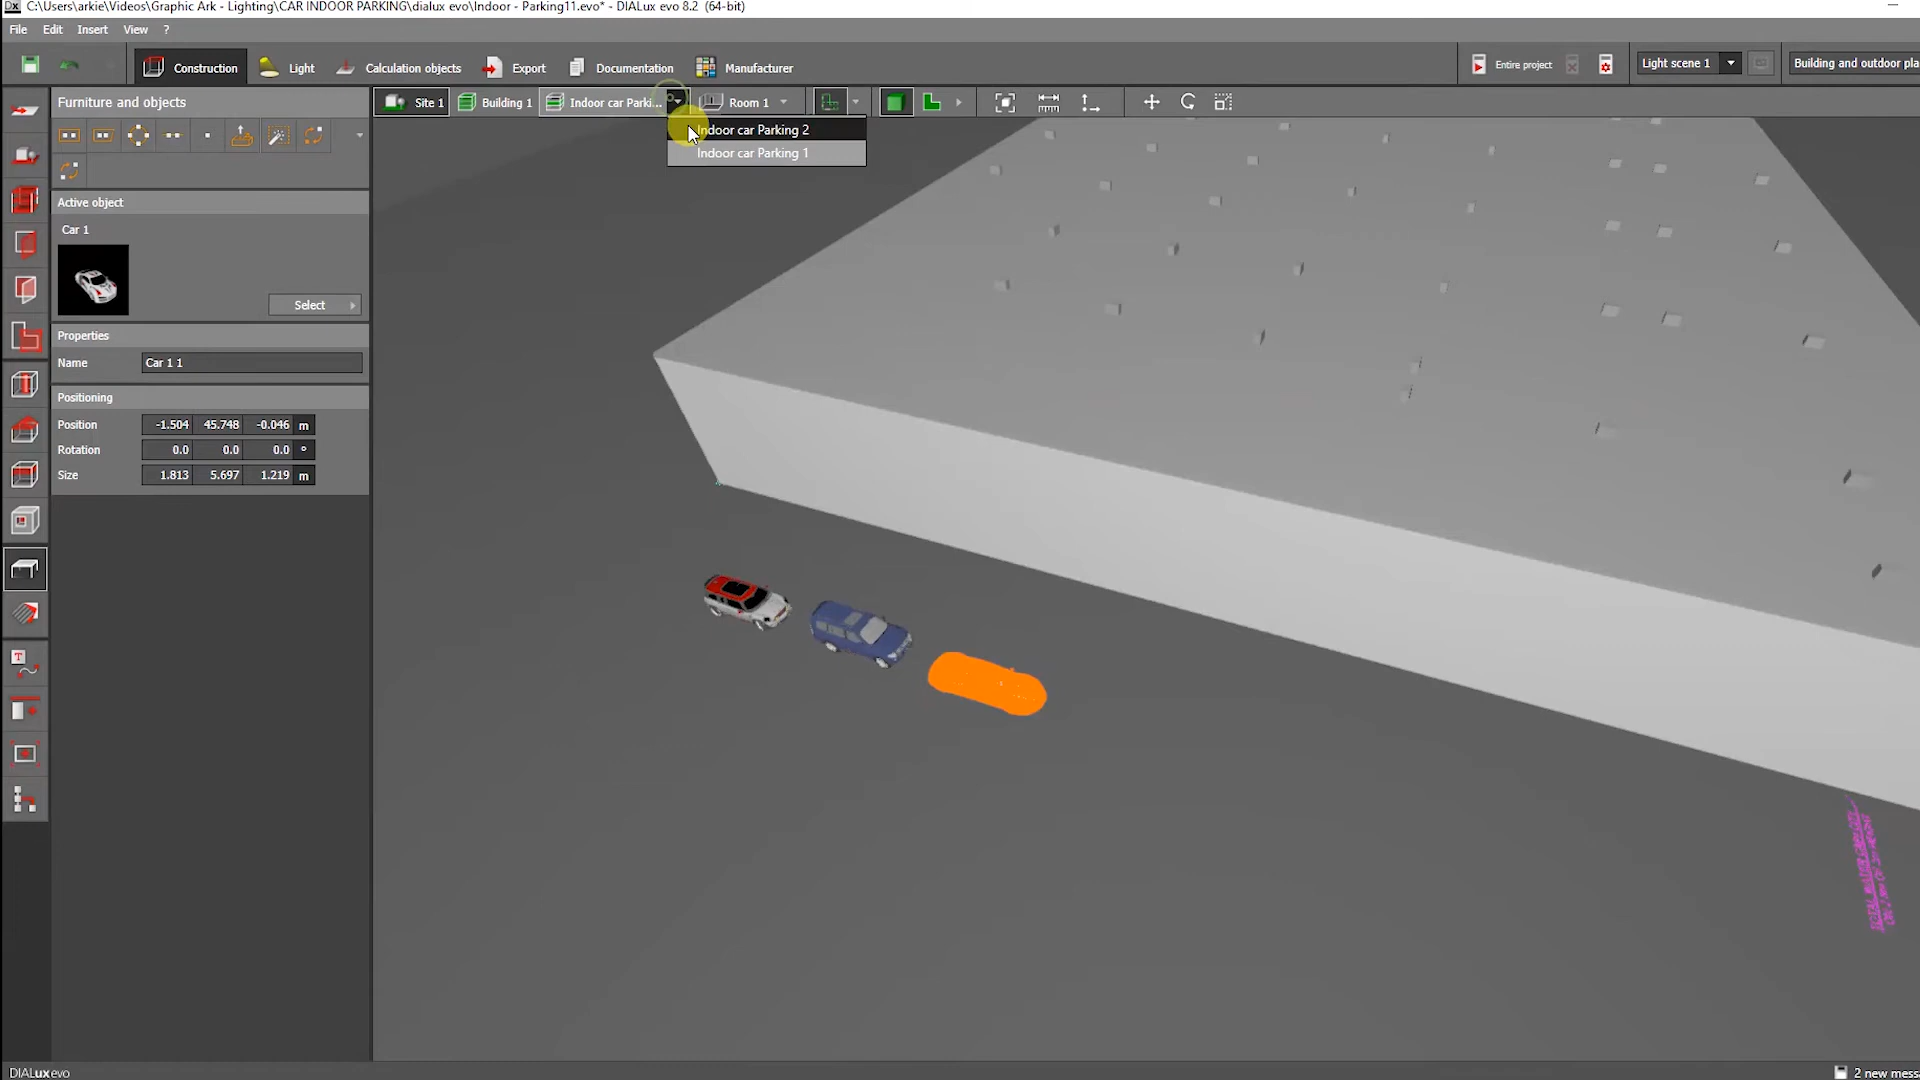 C:\Users\arkie\Videos\Graphic Ark - Lighting\CAR INDOOR PARKING\dialux evo\Indoor - Parking11.evo* - DIALux evo 8.2 (64-bit)
File Edit Insert View ?
Construction Light Calculation objects Export Documentation Manufacturer Entire project Light scene 1 Building and outdoor pla
Furniture and objects
Site 1 Building 1 Indoor car Parki... Room 1
Indoor car Parking 2
Indoor car Parking 1
Active object
Car 1
Select
Properties
Name Car 1 1
Positioning
Position -1.504 45.748 -0.046 m
Rotation 0.0 0.0 0.0 °
Size 1.813 5.697 1.219 m
DIALux evo
2 new mess